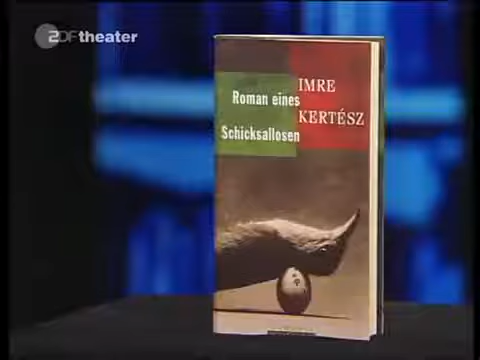 ZDFtheater
IMRE
KERTÉSZ
Roman eines
Schicksallosen